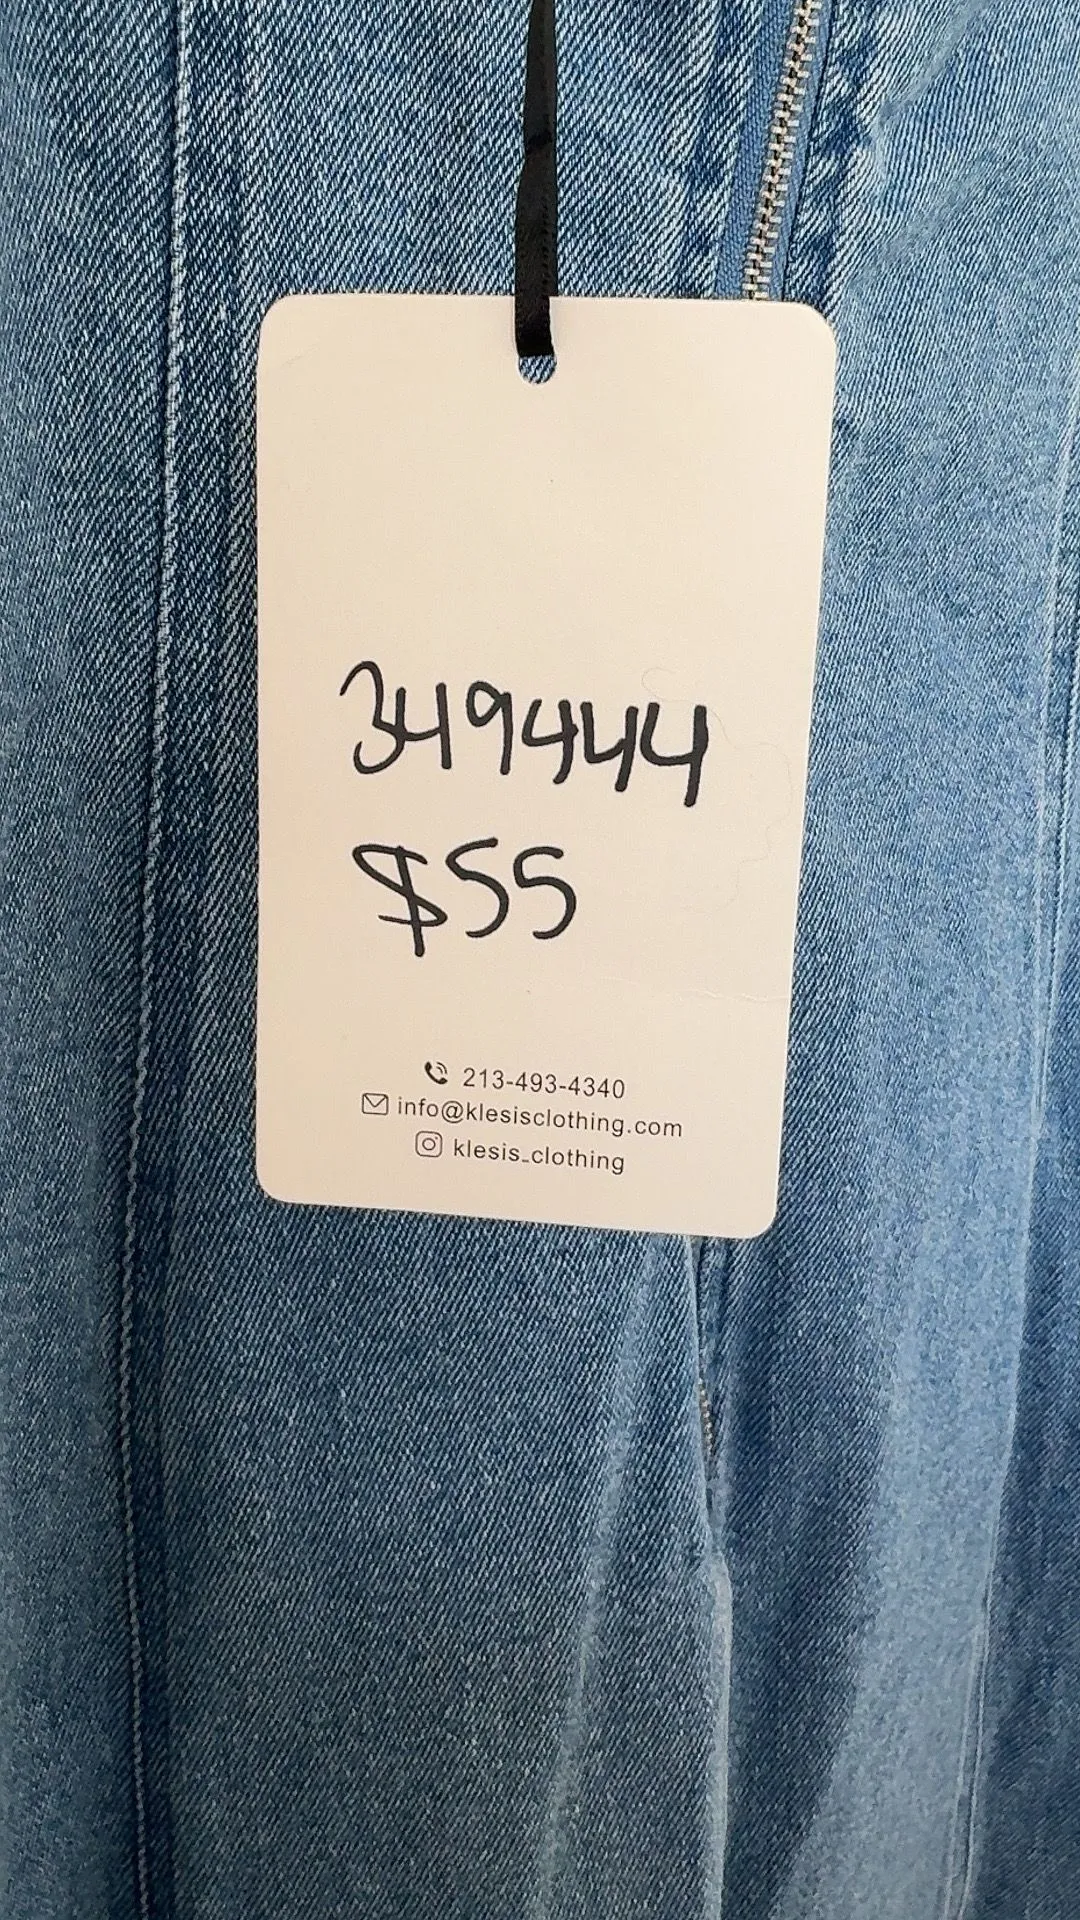 349444
$55
213-493-4340
info@klesisclothing.com
klesis_clothing